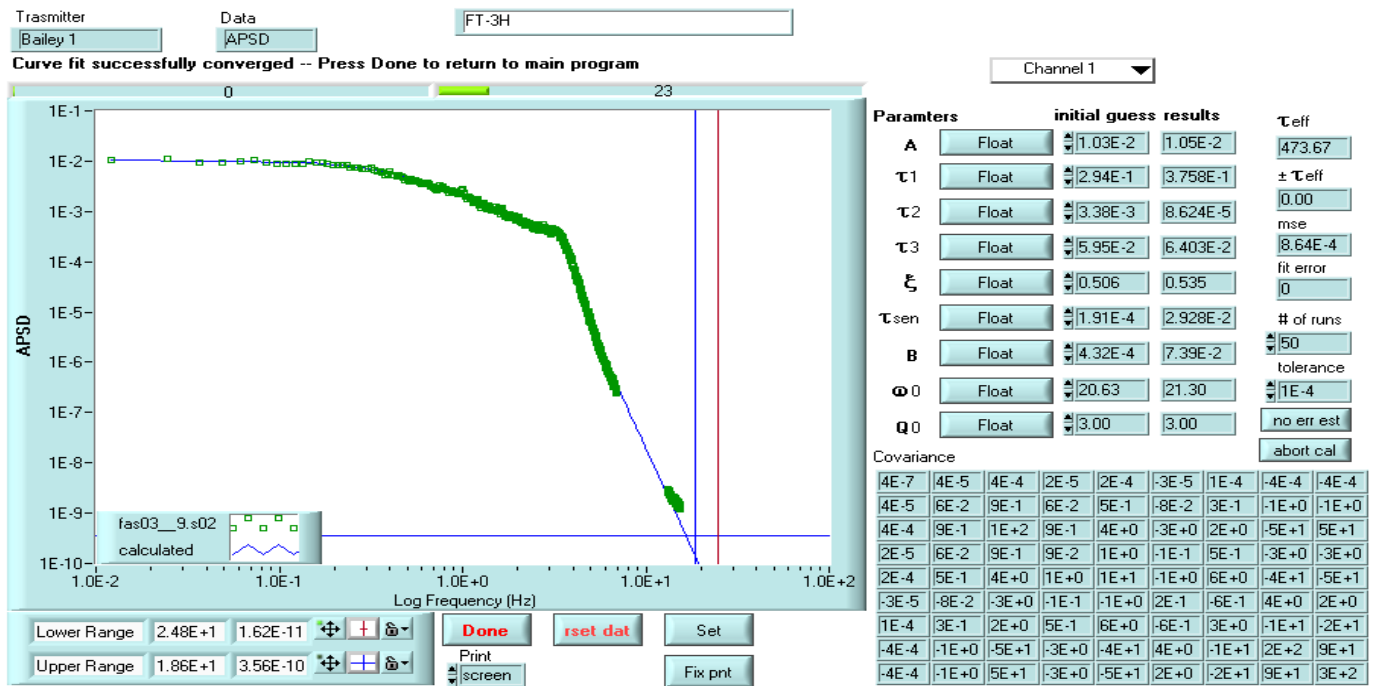 Trasmitter Data FT-3H
Bailey 1 APSD
Curve fit successfully converged -- Press Done to return to main program
Channel 1
0 23
1E-1
1E-2
1E-3
1E-4
1E-5
1E-6
1E-7
1E-8
1E-9
1E-10
APSD
1.0E-2 1.0E-1 1.0E+0 1.0E+1 1.0E+2
Log Frequency (Hz)
fas03__9.s02
calculated
Lower Range 2.48E+1 1.62E-11
Upper Range 1.86E+1 3.56E-10
Done rset dat Set
Print
screen Fix pnt
Paramters initial guess results
A Float 1.03E-2 1.05E-2
τ1 Float 2.94E-1 3.758E-1
τ2 Float 3.38E-3 8.624E-5
τ3 Float 5.95E-2 6.403E-2
ξ Float 0.506 0.535
τsen Float 1.91E-4 2.928E-2
B Float 4.32E-4 7.39E-2
ω0 Float 20.63 21.30
Q0 Float 3.00 3.00
τeff
473.67
± τeff
0.00
mse
8.64E-4
fit error
0
# of runs
50
tolerance
1E-4
no err est
abort cal
Covariance
4E-7 4E-5 4E-4 2E-5 2E-4 -3E-5 1E-4 -4E-4 -4E-4
4E-5 6E-2 9E-1 6E-2 5E-1 -8E-2 3E-1 -1E+0 -1E+0
4E-4 9E-1 1E+2 9E-1 4E+0 -3E+0 2E+0 -5E+1 5E+1
2E-5 6E-2 9E-1 9E-2 1E+0 -1E-1 5E-1 -3E+0 -3E+0
2E-4 5E-1 4E+0 1E+0 1E+1 -1E+0 6E+0 -4E+1 -5E+1
-3E-5 -8E-2 -3E+0 -1E-1 -1E+0 2E-1 -6E-1 4E+0 2E+0
1E-4 3E-1 2E+0 5E-1 6E+0 -6E-1 3E+0 -1E+1 -2E+1
-4E-4 -1E+0 -5E+1 -3E+0 -4E+1 4E+0 -1E+1 2E+2 9E+1
-4E-4 -1E+0 5E+1 -3E+0 -5E+1 2E+0 -2E+1 9E+1 3E+2